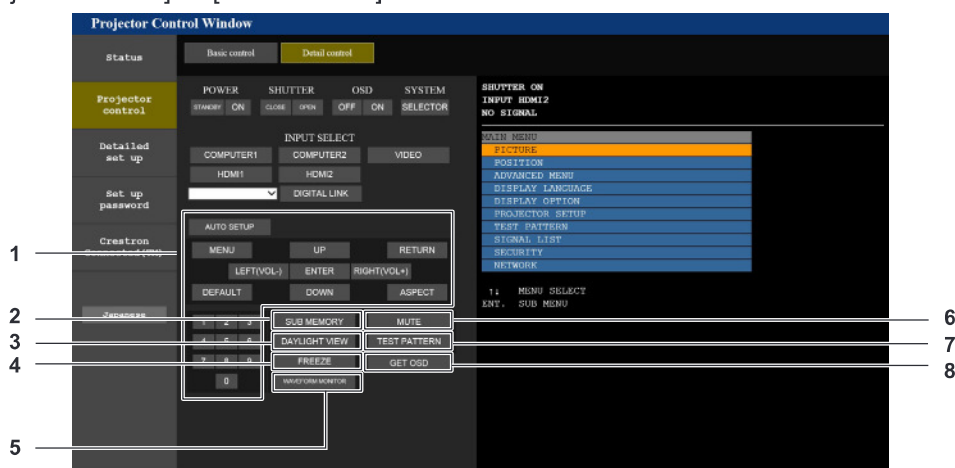 Projector Control Window
Status
Basic control
Detail control
Projector
control
Detailed
set up
Set up
password
Crestron
Japanese
POWER SHUTTER OSD SYSTEM
STANDBY ON CLOSE OPEN OFF ON SELECTOR
INPUT SELECT
COMPUTER1 COMPUTER2 VIDEO
HDMI1 HDMI2
DIGITAL LINK
AUTO SETUP
MENU UP RETURN
LEFT(VOL-) ENTER RIGHT(VOL+)
DEFAULT DOWN ASPECT
1 2 3 SUB MEMORY MUTE
4 5 6 DAYLIGHT VIEW TEST PATTERN
7 8 9 FREEZE GET OSD
0 WAVEFORM MONITOR
SHUTTER ON
INPUT HDMI2
NO SIGNAL
MAIN MENU
PICTURE
POSITION
ADVANCED MENU
DISPLAY LANGUAGE
DISPLAY OPTION
PROJECTOR SETUP
TEST PATTERN
SIGNAL LIST
SECURITY
NETWORK
↑↓ MENU SELECT
ENT. SUB MENU
1
2
3
4
5
6
7
8